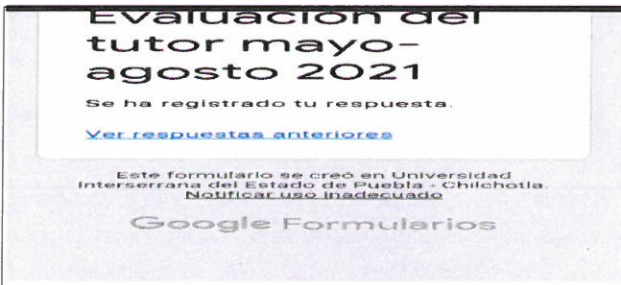 Evaluación del
tutor mayo-
agosto 2021
Se ha registrado tu respuesta.
Ver respuestas anteriores
Este formulario se creó en Universidad
Interserrana del Estado de Puebla - Chilchotla.
Notificar uso inadecuado
Google Formularios